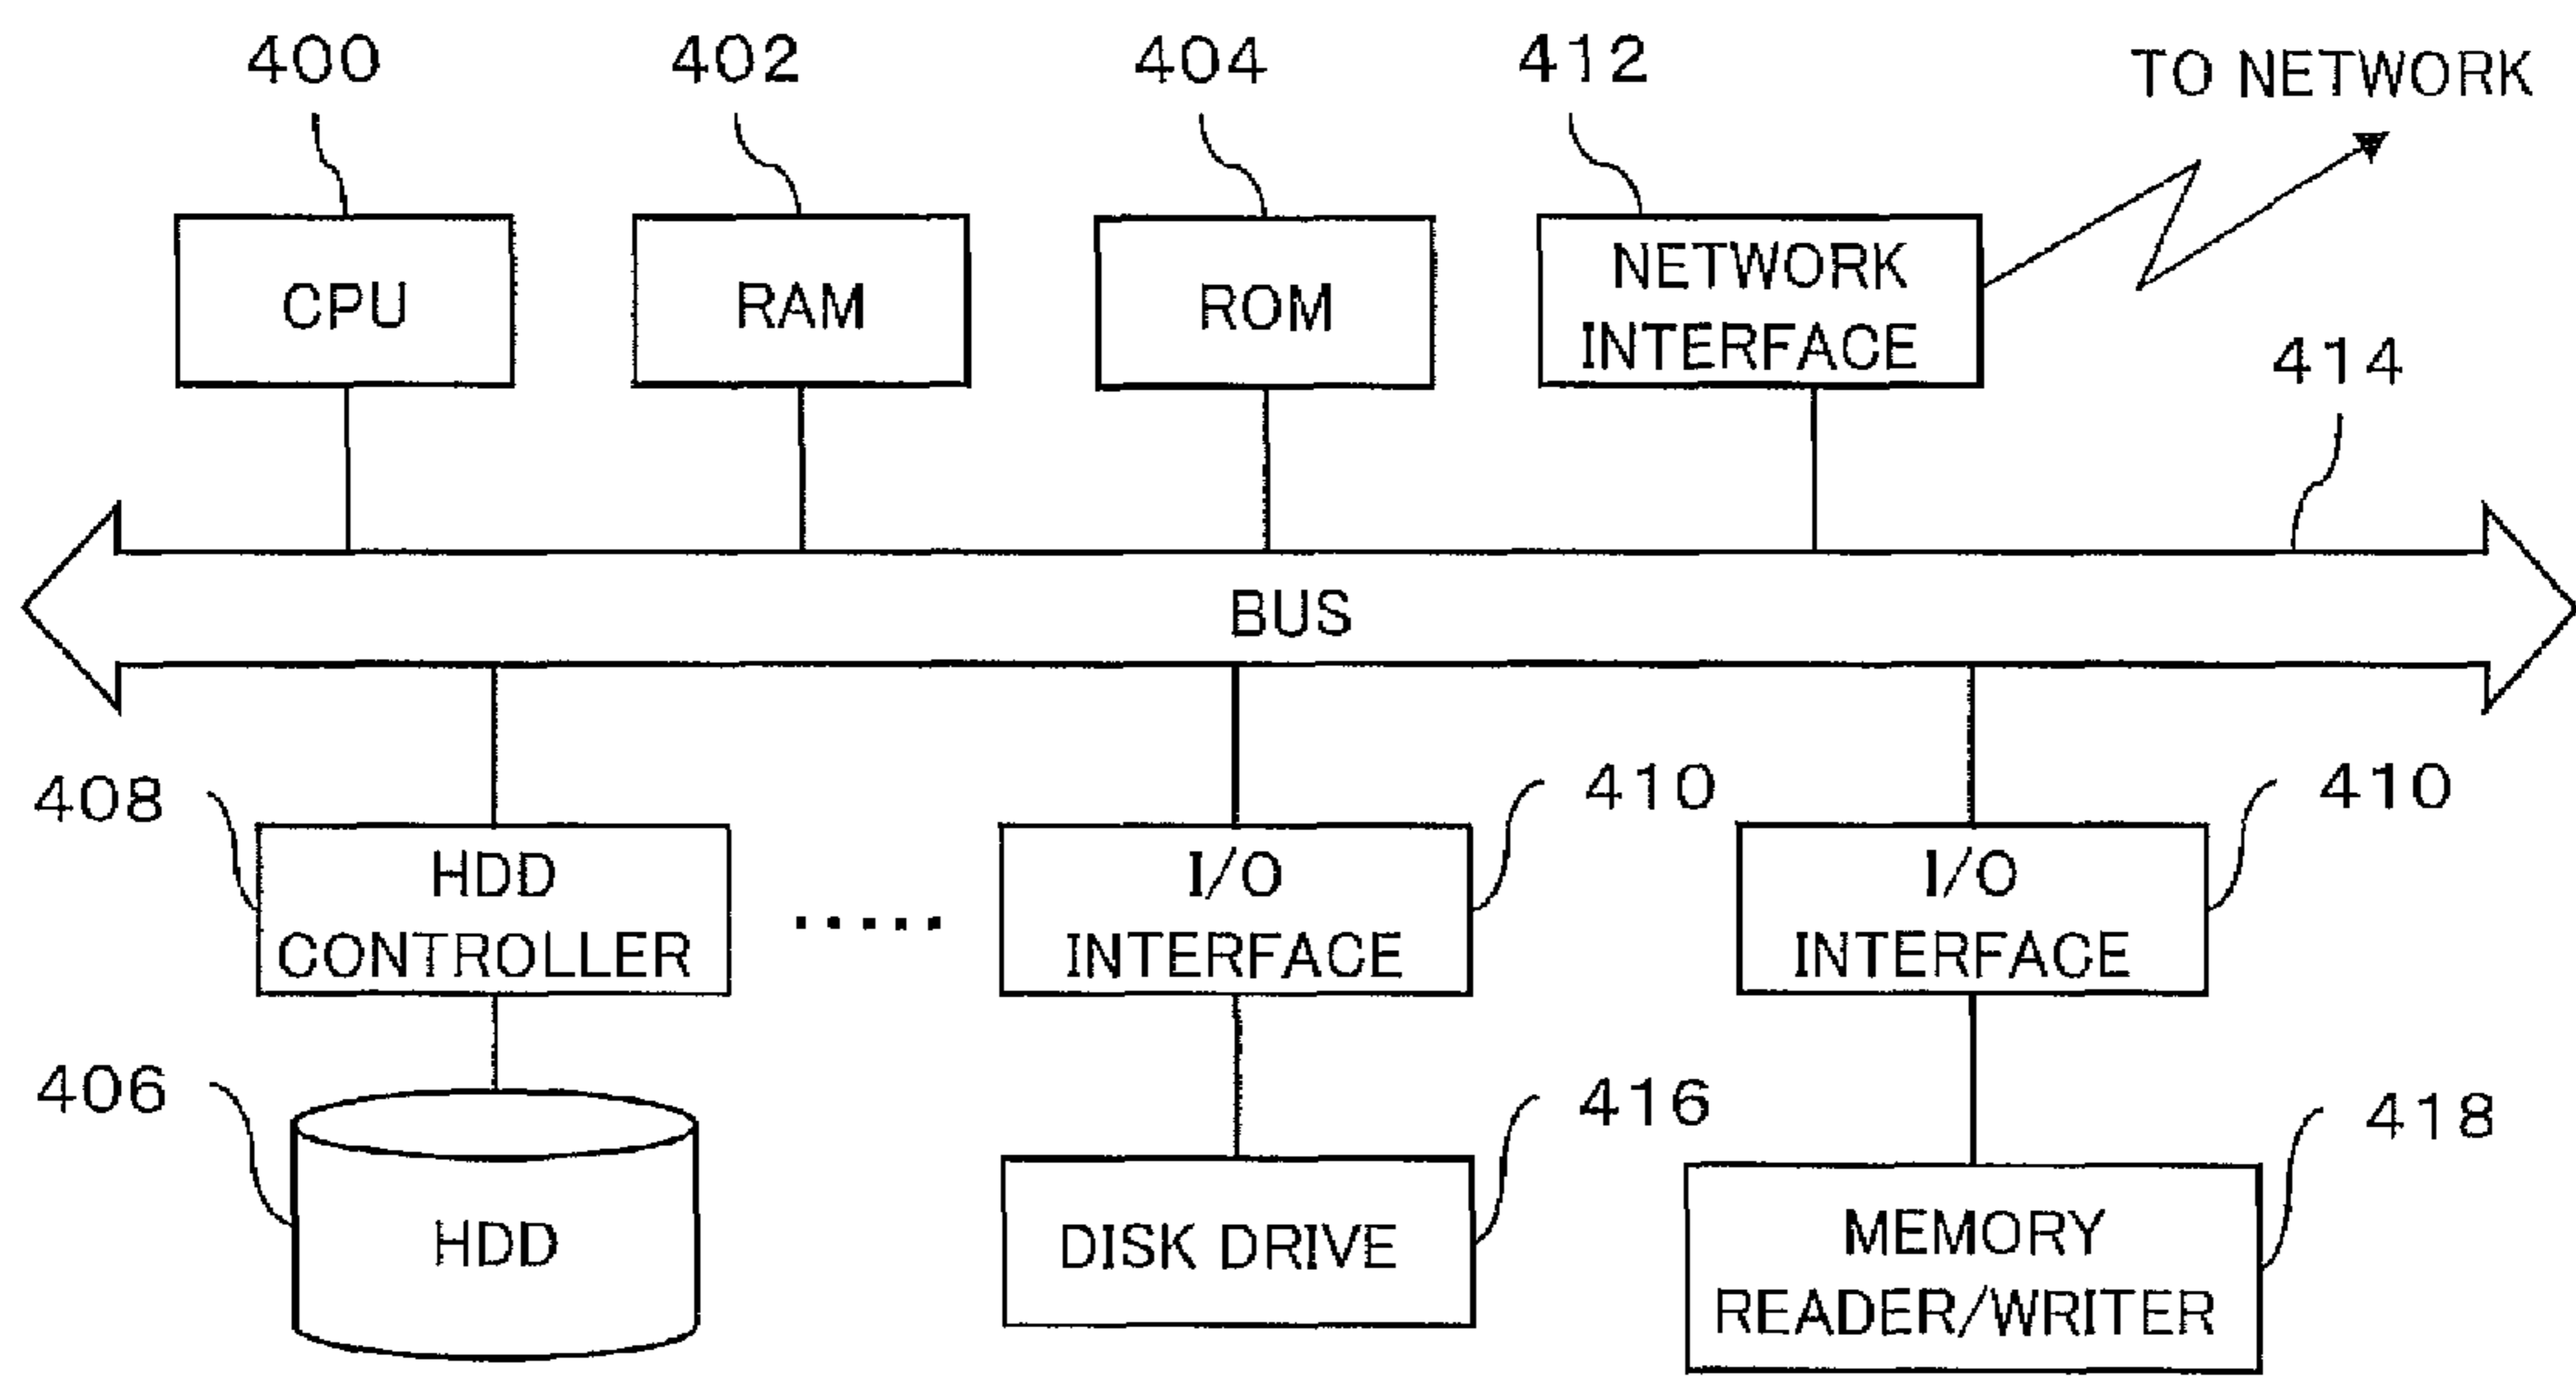 400
402
404
412
TO NETWORK
CPU
RAM
ROM
NETWORK
INTERFACE
414
BUS
408
HDD
CONTROLLER
410
I/O
INTERFACE
410
I/O
INTERFACE
406
HDD
416
DISK DRIVE
418
MEMORY
READER/WRITER